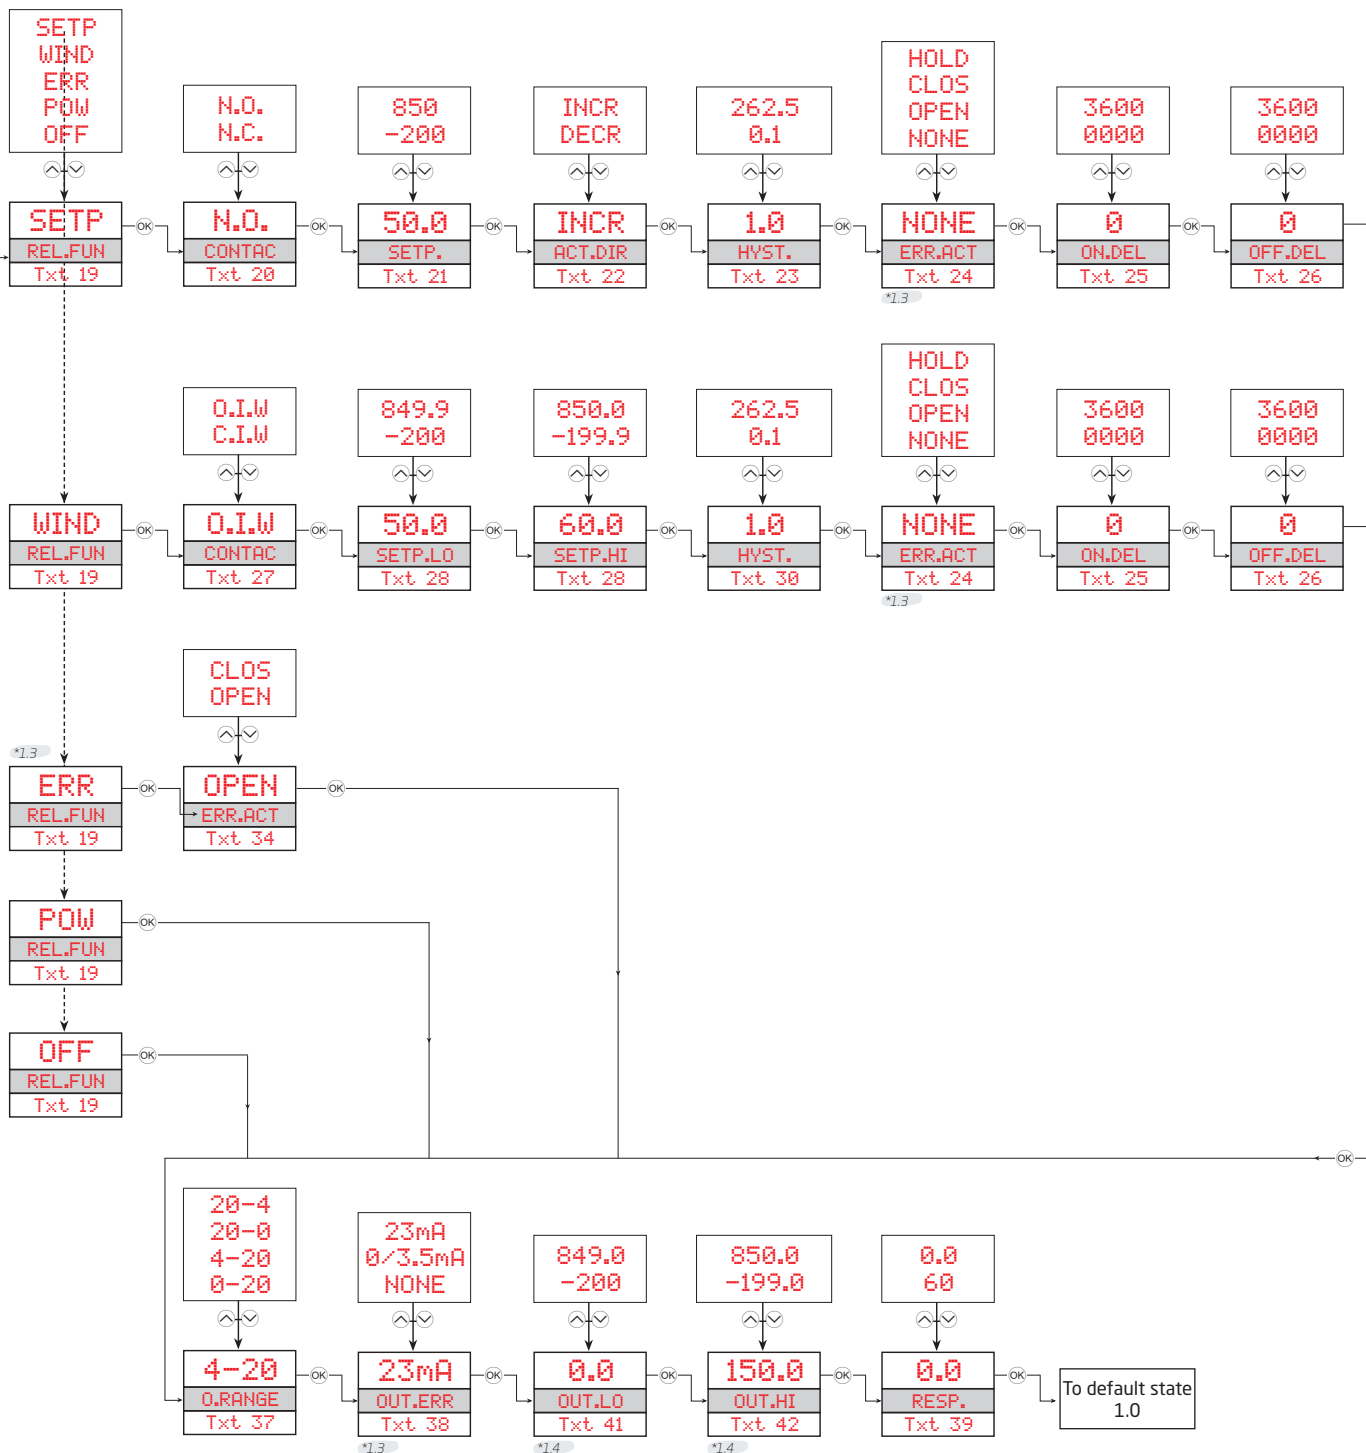 SETP
WIND
ERR
POW
OFF
N.O.
N.C.
850
-200
INCR
DECR
262.5
0.1
HOLD
CLOS
OPEN
NONE
3600
0000
3600
0000
SETP
REL.FUN
Txt 19
OK
N.O.
CONTAC
Txt 20
OK
50.0
SETP.
Txt 21
OK
INCR
ACT.DIR
Txt 22
OK
1.0
HYST.
Txt 23
OK
NONE
ERR.ACT
Txt 24
*1.3
OK
0
ON.DEL
Txt 25
OK
0
OFF.DEL
Txt 26
O.I.W
C.I.W
849.9
-200
850.0
-199.9
262.5
0.1
HOLD
CLOS
OPEN
NONE
3600
0000
3600
0000
WIND
REL.FUN
Txt 19
OK
O.I.W
CONTAC
Txt 27
OK
50.0
SETP.LO
Txt 28
OK
60.0
SETP.HI
Txt 28
OK
1.0
HYST.
Txt 30
OK
NONE
ERR.ACT
Txt 24
*1.3
OK
0
ON.DEL
Txt 25
OK
0
OFF.DEL
Txt 26
CLOS
OPEN
*1.3
ERR
REL.FUN
Txt 19
OK
OPEN
ERR.ACT
Txt 34
OK
POW
REL.FUN
Txt 19
OK
OFF
REL.FUN
Txt 19
OK
OK
20-4
20-0
4-20
0-20
23mA
0/3.5mA
NONE
849.0
-200
850.0
-199.0
0.0
60
4-20
O.RANGE
Txt 37
OK
23mA
OUT.ERR
Txt 38
*1.3
OK
0.0
OUT.LO
Txt 41
*1.4
OK
150.0
OUT.HI
Txt 42
*1.4
OK
0.0
RESP.
Txt 39
OK
To default state
1.0